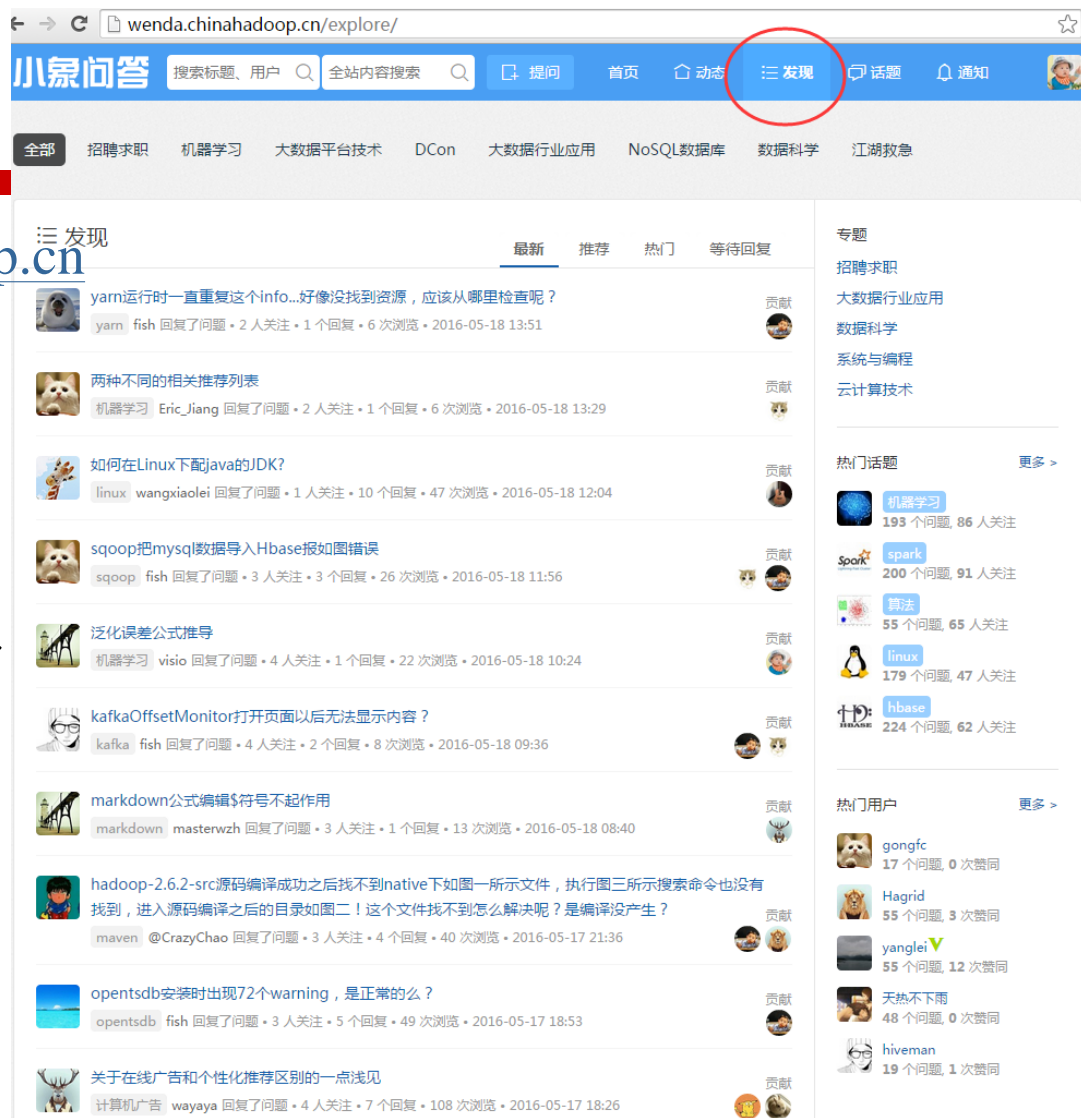 wenda.chinahadoop.cn/explore/
小象问答 搜索标题、用户 全站内容搜索 提问 首页 动态 发现 话题 通知
全部 招聘求职 机器学习 大数据平台技术 DCon 大数据行业应用 NoSQL数据库 数据科学 江湖救急
p.cn
发现 最新 推荐 热门 等待回复
yarn运行时一直重复这个info...好像没找到资源，应该从哪里检查呢？ 贡献
yarn fish 回复了问题 • 2 人关注 • 1 个回复 • 6 次浏览 • 2016-05-18 13:51
两种不同的相关推荐列表 贡献
机器学习 Eric_Jiang 回复了问题 • 2 人关注 • 1 个回复 • 6 次浏览 • 2016-05-18 13:29
如何在Linux下配java的JDK? 贡献
linux wangxiaolei 回复了问题 • 1 人关注 • 10 个回复 • 47 次浏览 • 2016-05-18 12:04
sqoop把mysql数据导入Hbase报如图错误 贡献
sqoop fish 回复了问题 • 3 人关注 • 3 个回复 • 26 次浏览 • 2016-05-18 11:56
泛化误差公式推导 贡献
机器学习 visio 回复了问题 • 4 人关注 • 1 个回复 • 22 次浏览 • 2016-05-18 10:24
kafkaOffsetMonitor打开页面以后无法显示内容？ 贡献
kafka fish 回复了问题 • 4 人关注 • 2 个回复 • 8 次浏览 • 2016-05-18 09:36
markdown公式编辑$符号不起作用 贡献
markdown masterwzh 回复了问题 • 3 人关注 • 1 个回复 • 13 次浏览 • 2016-05-18 08:40
hadoop-2.6.2-src源码编译成功之后找不到native下如图一所示文件，执行图三所示搜索命令也没有
找到，进入源码编译之后的目录如图二！这个文件找不到怎么解决呢？是编译没产生？ 贡献
maven @CrazyChao 回复了问题 • 3 人关注 • 4 个回复 • 40 次浏览 • 2016-05-17 21:36
opentsdb安装时出现72个warning，是正常的么？ 贡献
opentsdb fish 回复了问题 • 3 人关注 • 5 个回复 • 49 次浏览 • 2016-05-17 18:53
关于在线广告和个性化推荐区别的一点浅见 贡献
计算机广告 wayaya 回复了问题 • 4 人关注 • 7 个回复 • 108 次浏览 • 2016-05-17 18:26
专题
招聘求职
大数据行业应用
数据科学
系统与编程
云计算技术
热门话题 更多 >
机器学习
193 个问题, 86 人关注
Spark spark
200 个问题, 91 人关注
算法
55 个问题, 65 人关注
linux
179 个问题, 47 人关注
HBASE hbase
224 个问题, 62 人关注
热门用户 更多 >
gongfc
17 个问题, 0 次赞同
Hagrid
55 个问题, 3 次赞同
yanglei
55 个问题, 12 次赞同
天热不下雨
48 个问题, 0 次赞同
hiveman
19 个问题, 1 次赞同